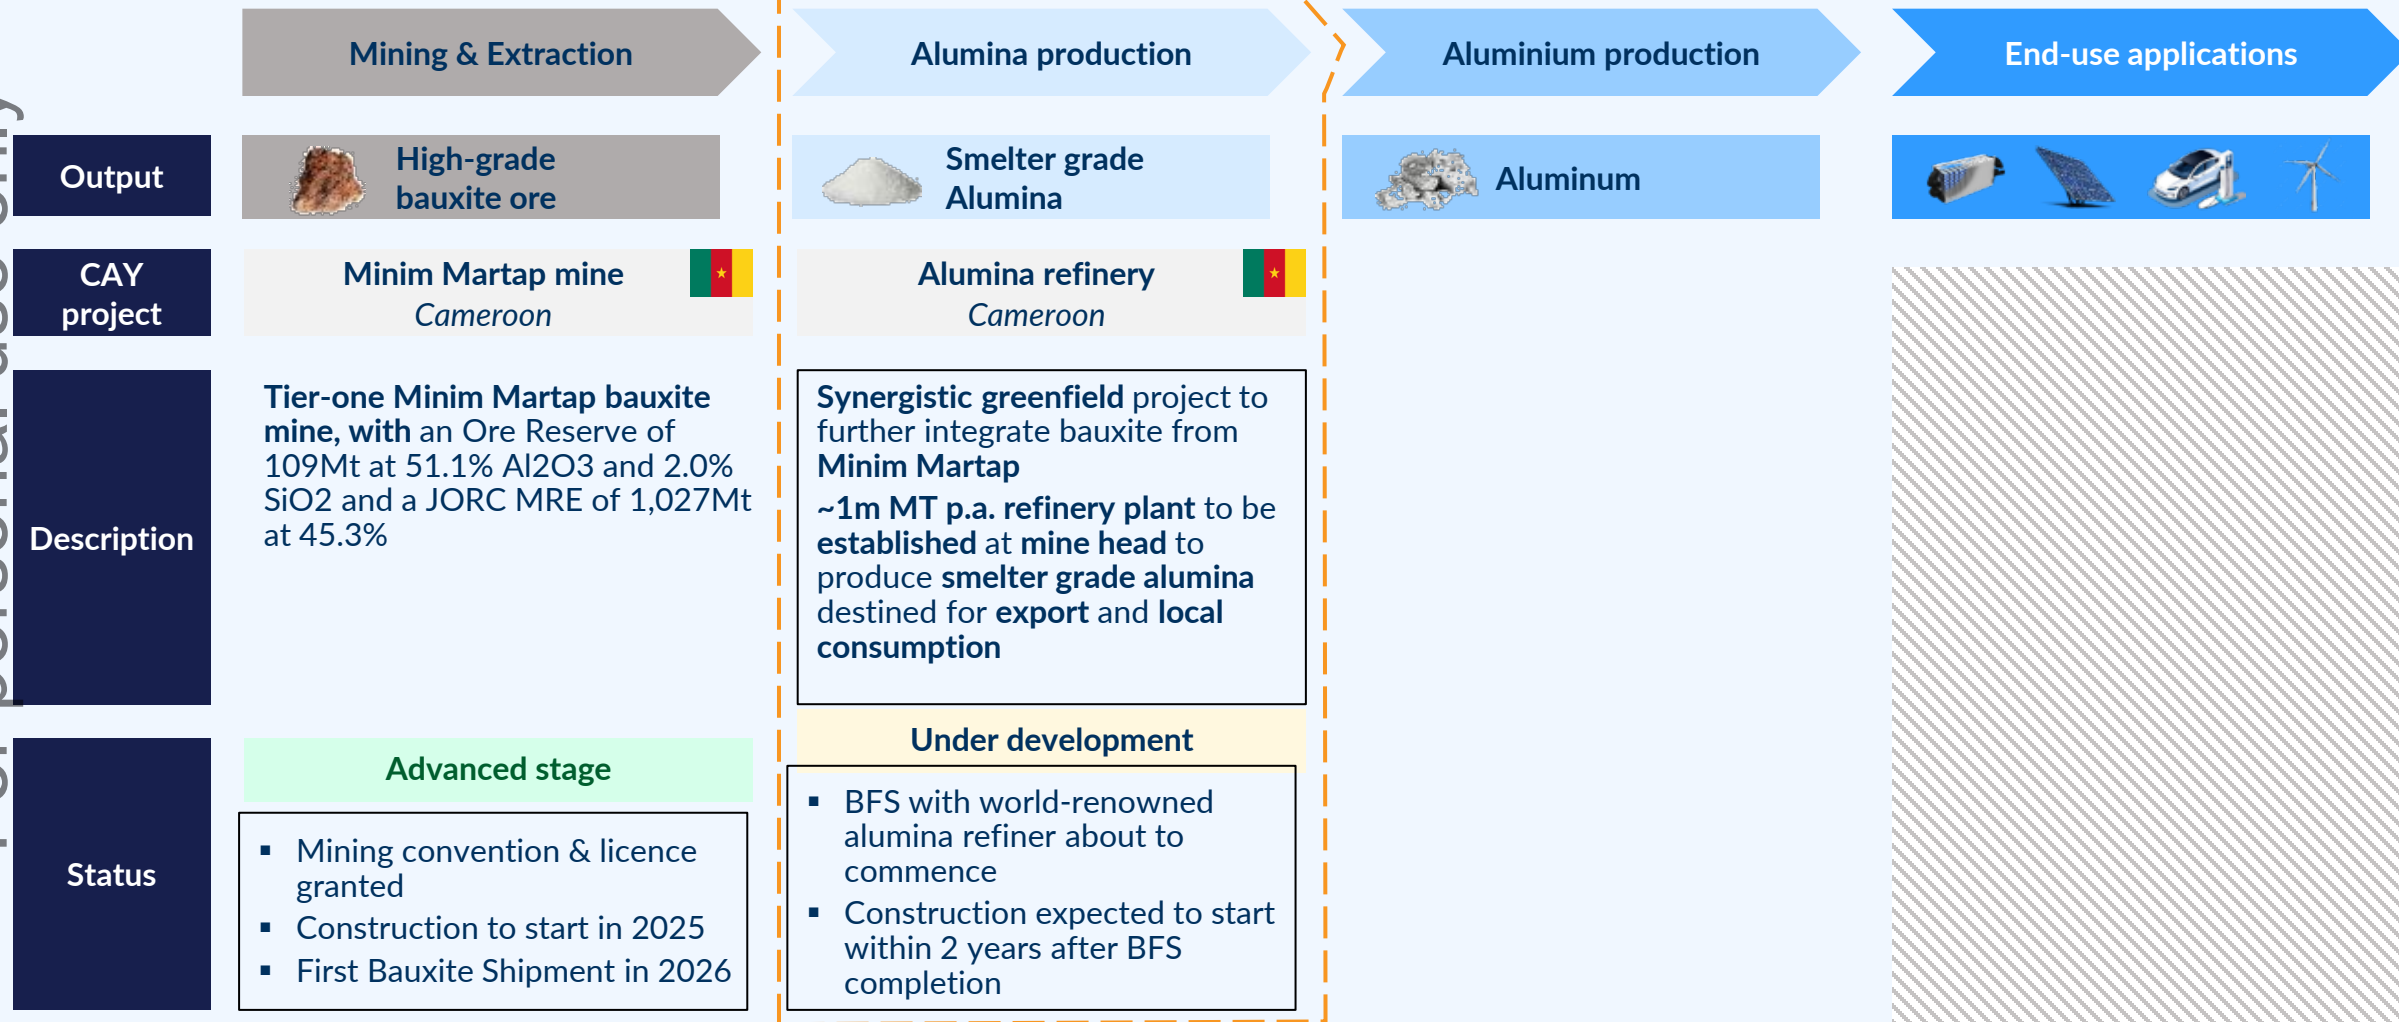 Mining & Extraction
Alumina production
Aluminium production
End-use applications
Output
High-grade
bauxite ore
Smelter grade
Alumina
Aluminum
CAY
project
Minim Martap mine
Cameroon
Alumina refinery
Cameroon
Description
Tier-one Minim Martap bauxite
mine, with an Ore Reserve of
109Mt at 51.1% Al2O3 and 2.0%
SiO2 and a JORC MRE of 1,027Mt
at 45.3%
Synergistic greenfield project to
further integrate bauxite from
Minim Martap
~1m MT p.a. refinery plant to be
established at mine head to
produce smelter grade alumina
destined for export and local
consumption
Status
Advanced stage
▪ Mining convention & licence
granted
▪ Construction to start in 2025
▪ First Bauxite Shipment in 2026
Under development
▪ BFS with world-renowned
alumina refiner about to
commence
▪ Construction expected to start
within 2 years after BFS
completion